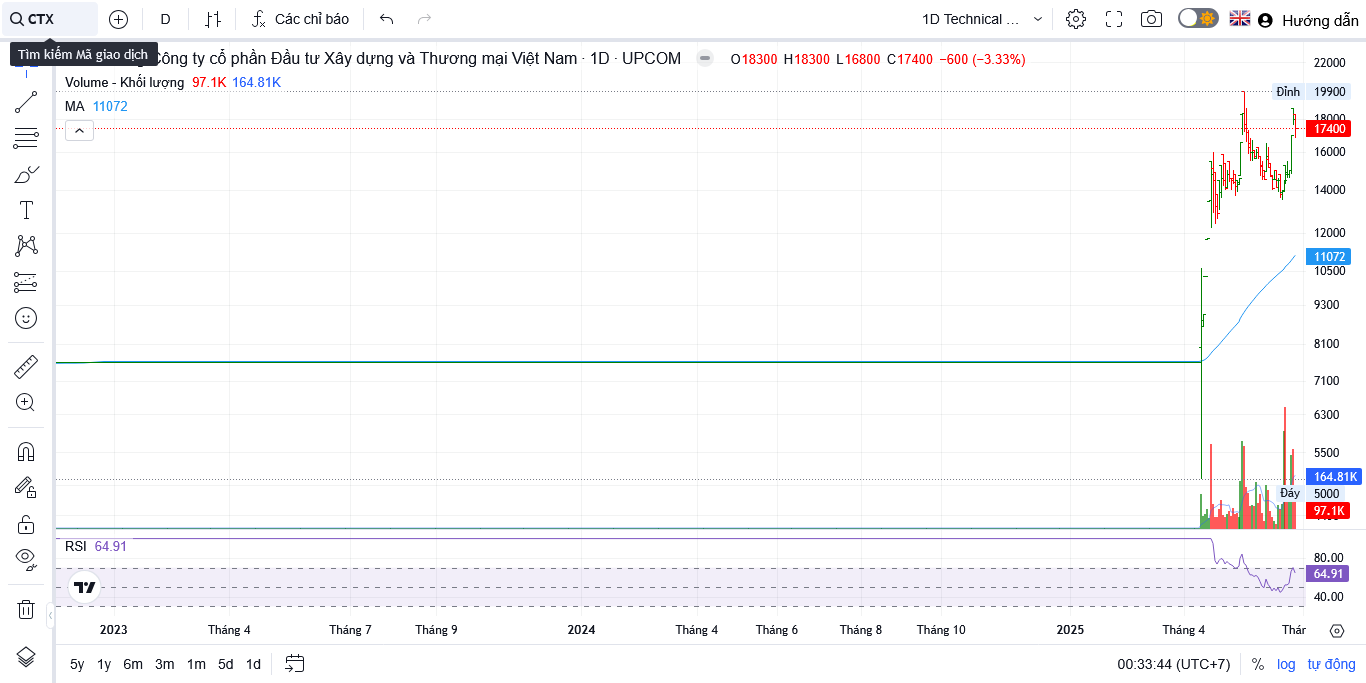 CTX D Các chỉ báo 1D Technical ... Hướng dẫn
Tìm kiếm Mã giao dịch
Công ty cổ phần Đầu tư Xây dựng và Thương mại Việt Nam · 1D · UPCOM O18300 H18300 L16800 C17400 −600 (−3.33%)
Volume - Khối lượng 97.1K 164.81K
MA 11072
22000
Đỉnh 19900
18000
17400
16000
14000
12000
11072
10500
9300
8100
7100
6300
5500
164.81K
Đáy 5000
97.1K
RSI 64.91
80.00
64.91
40.00
2023 Tháng 4 Tháng 7 Tháng 9 2024 Tháng 4 Tháng 6 Tháng 8 Tháng 10 2025 Tháng 4 Thár
5y 1y 6m 3m 1m 5d 1d 00:33:44 (UTC+7) % log tự động